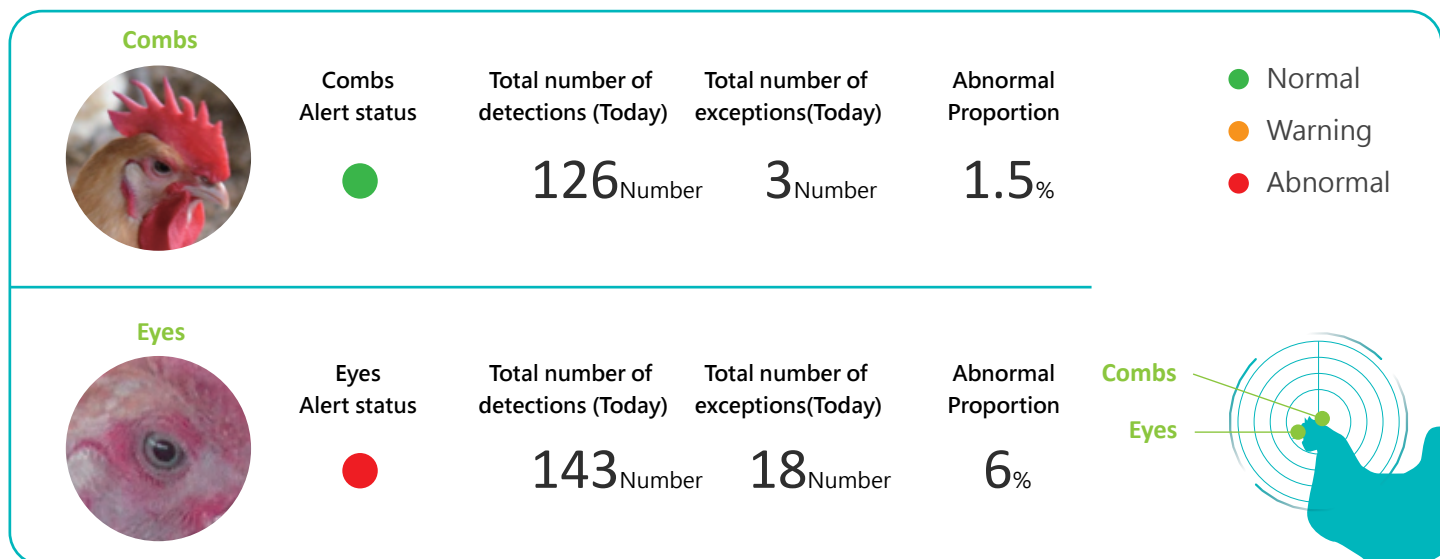 Combs
Combs
Alert status
Total number of
detections (Today)
Total number of
exceptions(Today)
Abnormal
Proportion
126Number
3Number
1.5%
Normal
Warning
Abnormal
Eyes
Eyes
Alert status
Total number of
detections (Today)
Total number of
exceptions(Today)
Abnormal
Proportion
143Number
18Number
6%
Combs
Eyes